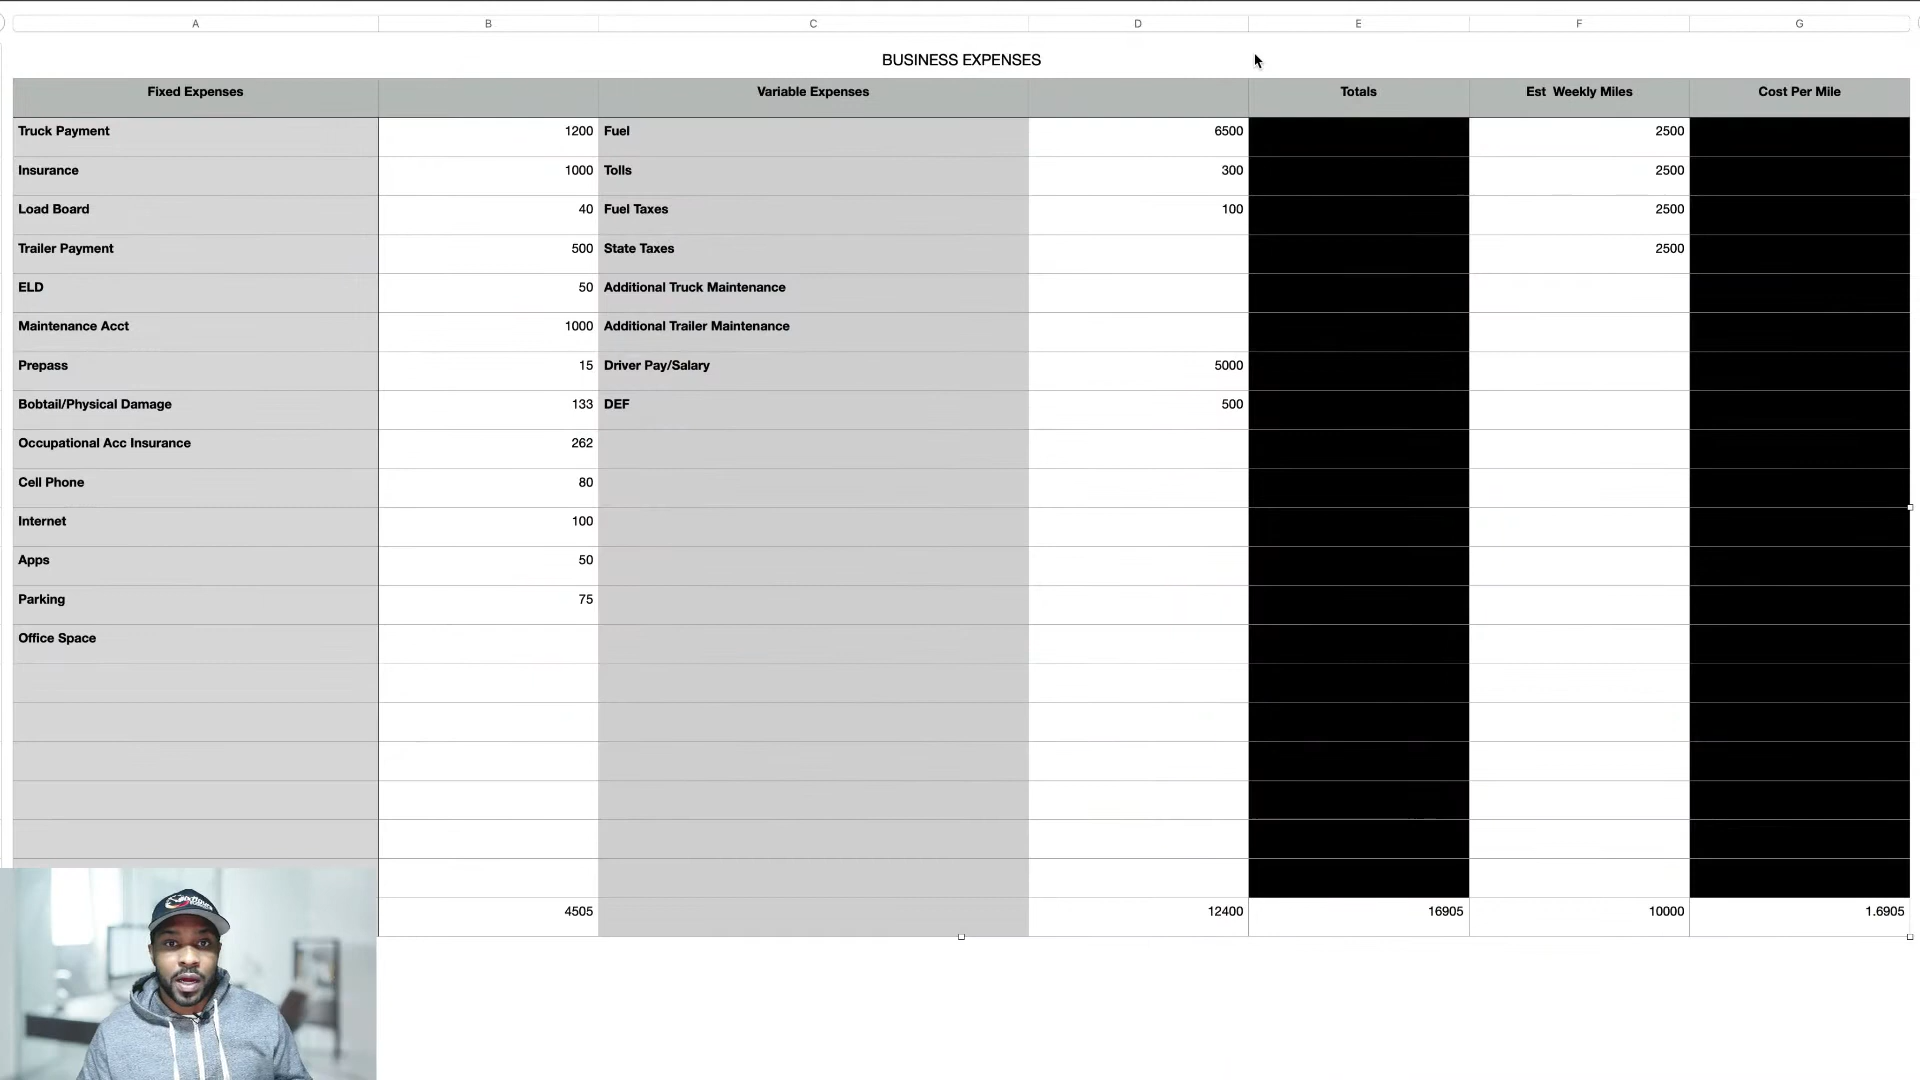 A B C D E F G
BUSINESS EXPENSES
Fixed Expenses Variable Expenses Totals Est Weekly Miles Cost Per Mile
Truck Payment 1200 Fuel 6500 2500
Insurance 1000 Tolls 300 2500
Load Board 40 Fuel Taxes 100 2500
Trailer Payment 500 State Taxes 2500
ELD 50 Additional Truck Maintenance
Maintenance Acct 1000 Additional Trailer Maintenance
Prepass 15 Driver Pay/Salary 5000
Bobtail/Physical Damage 133 DEF 500
Occupational Acc Insurance 262
Cell Phone 80
Internet 100
Apps 50
Parking 75
Office Space
4505 12400 16905 10000 1.6905